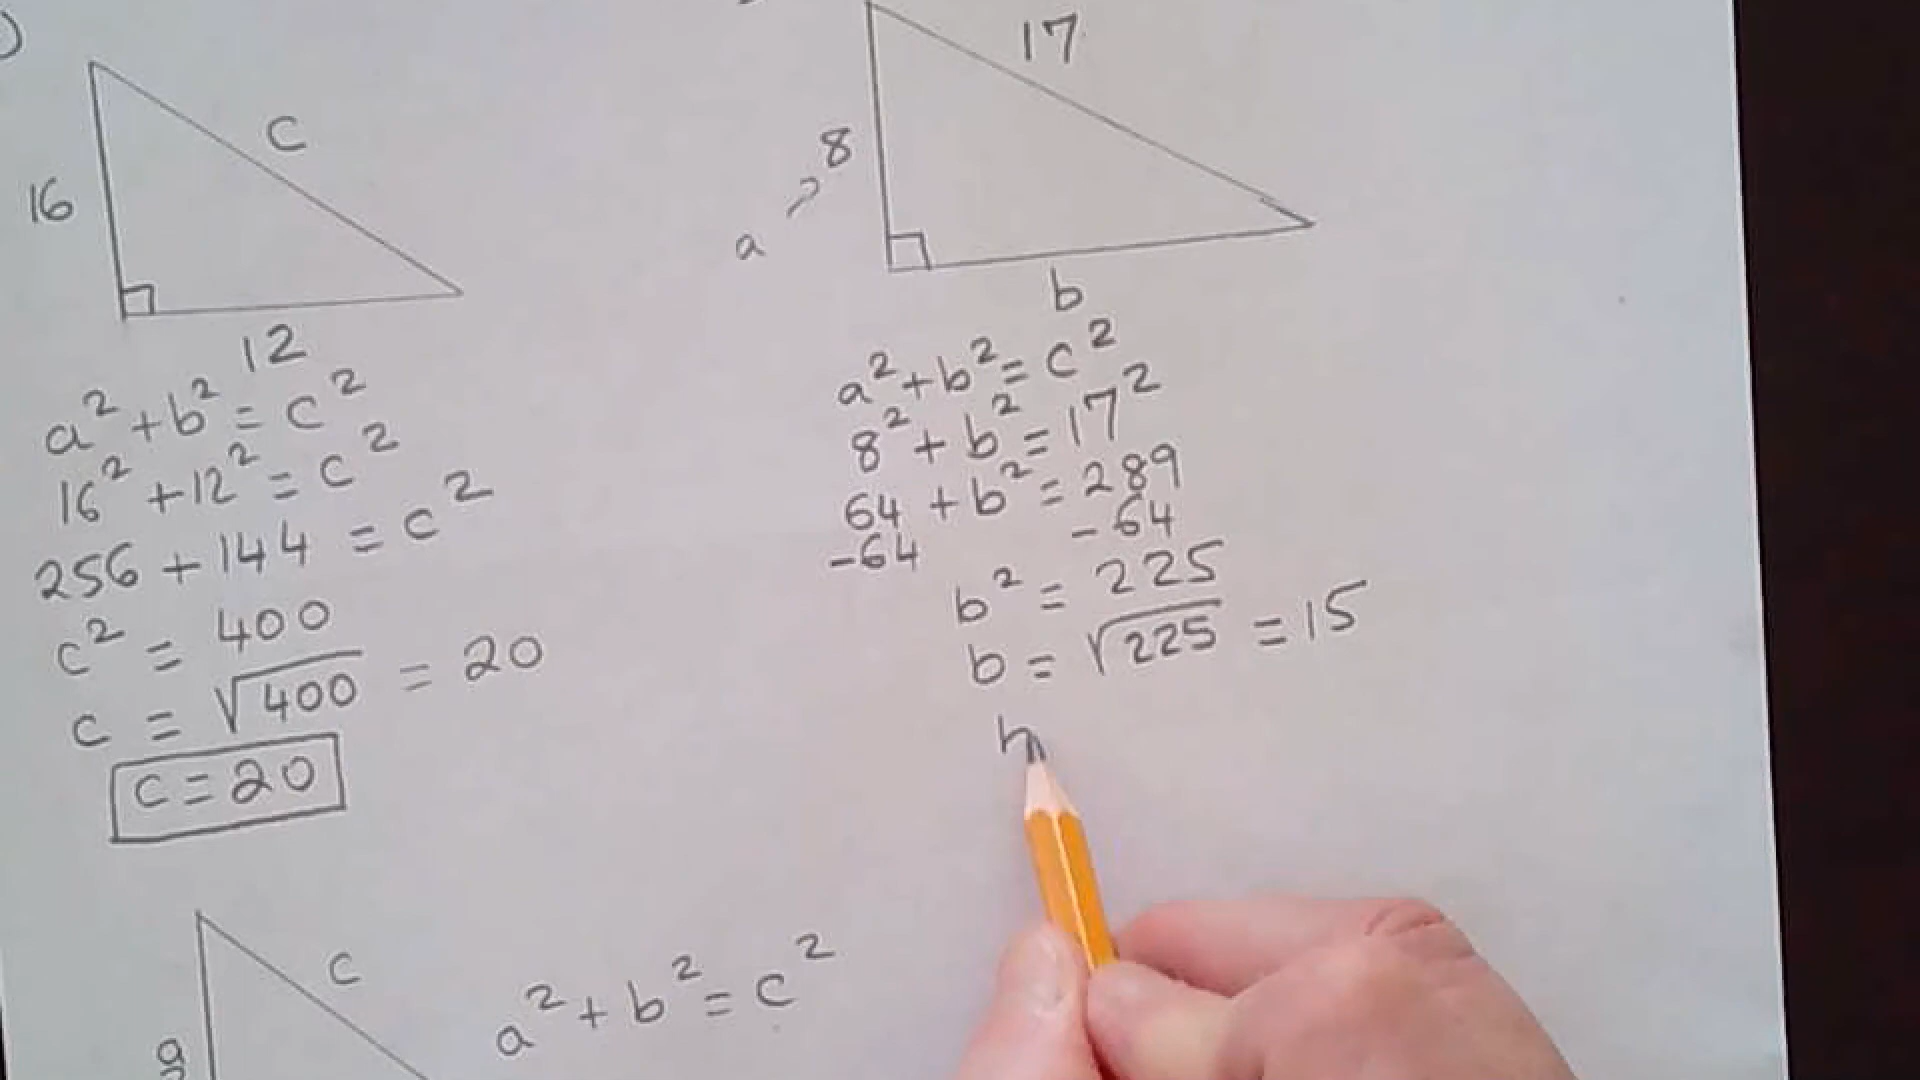 16
c
12
a² + b² = c²
16² + 12² = c²
256 + 144 = c²
c² = 400
c = √400 = 20
c = 20
17
8
a
b
a² + b² = c²
8² + b² = 17²
64 + b² = 289
-64 -64
b² = 225
b = √225 = 15
c
a
a² + b² = c²